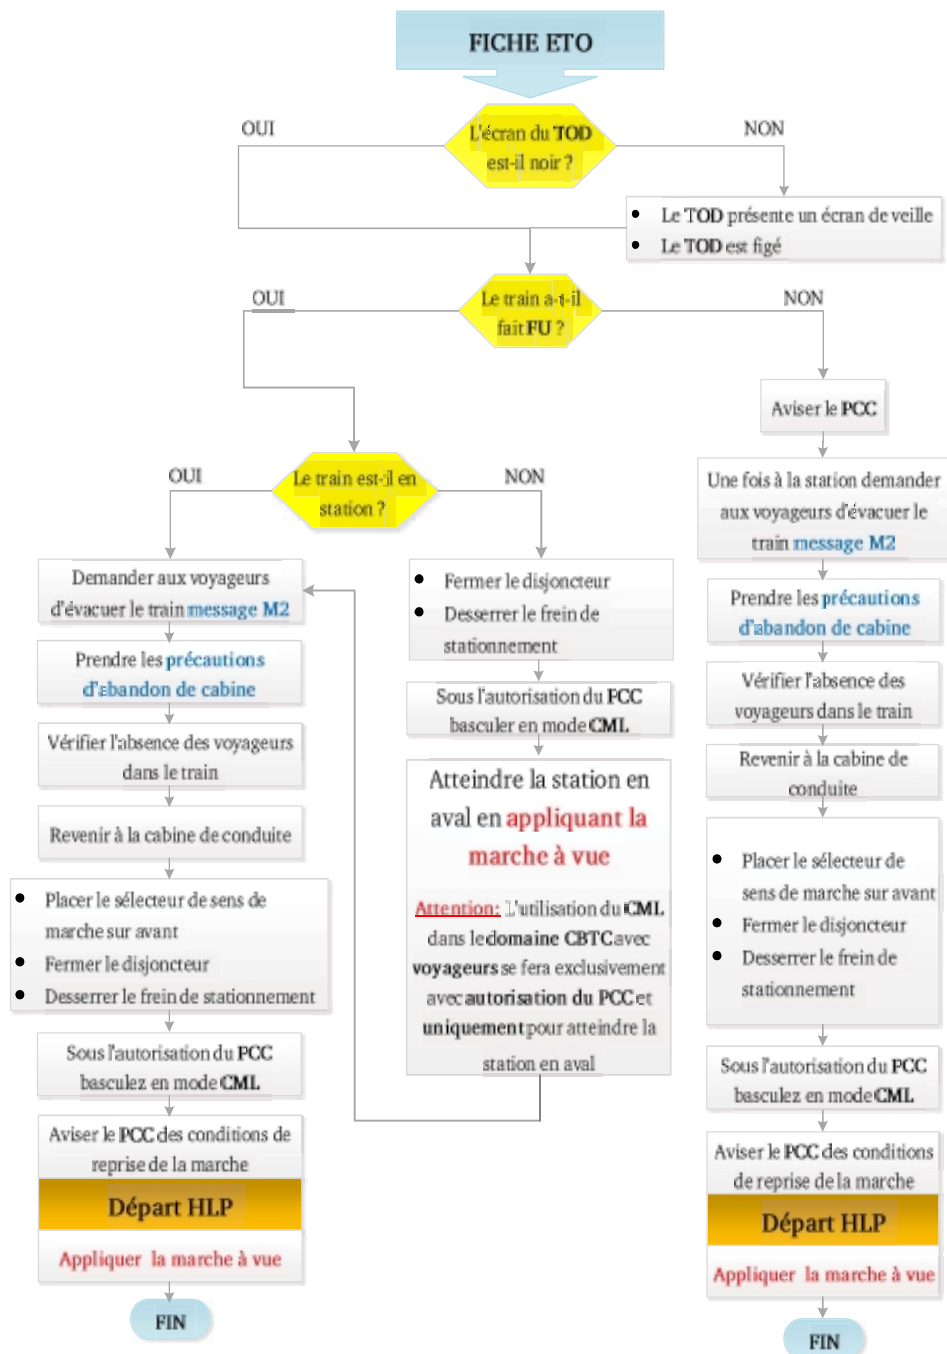 FICHE ETO
OUI
L'écran du TOD
est-il noir ?
NON
Le TOD présente un écran de veille
Le TOD est figé
OUI
Le train a-t-il
fait FU ?
NON
Aviser le PCC
OUI
Le train est-il en
station ?
NON
Une fois à la station demander
aux voyageurs d'évacuer le
train message M2
Prendre les précautions
d'abandon de cabine
Vérifier l'absence des
voyageurs dans le train
Revenir à la cabine de
conduite
Placer le sélecteur de
sens de marche sur avant
Fermer le disjoncteur
Desserrer le frein de
stationnement
Sous l'autorisation du PCC
basculez en mode CML
Aviser le PCC des conditions
de reprise de la marche
Départ HLP
Appliquer la marche à vue
FIN
Demander aux voyageurs
d'évacuer le train message M2
Prendre les précautions
d'abandon de cabine
Vérifier l'absence des voyageurs
dans le train
Revenir à la cabine de conduite
Placer le sélecteur de sens de
marche sur avant
Fermer le disjoncteur
Desserrer le frein de stationnement
Sous l'autorisation du PCC
basculez en mode CML
Aviser le PCC des conditions de
reprise de la marche
Départ HLP
Appliquer la marche à vue
FIN
Fermer le disjoncteur
Desserrer le frein de
stationnement
Sous l'autorisation du PCC
basculer en mode CML
Atteindre la station en
aval en appliquant la
marche à vue
Attention: L'utilisation du CML
dans le domaine CBTC avec
voyageurs se fera exclusivement
avec autorisation du PCC et
uniquement pour atteindre la
station en aval